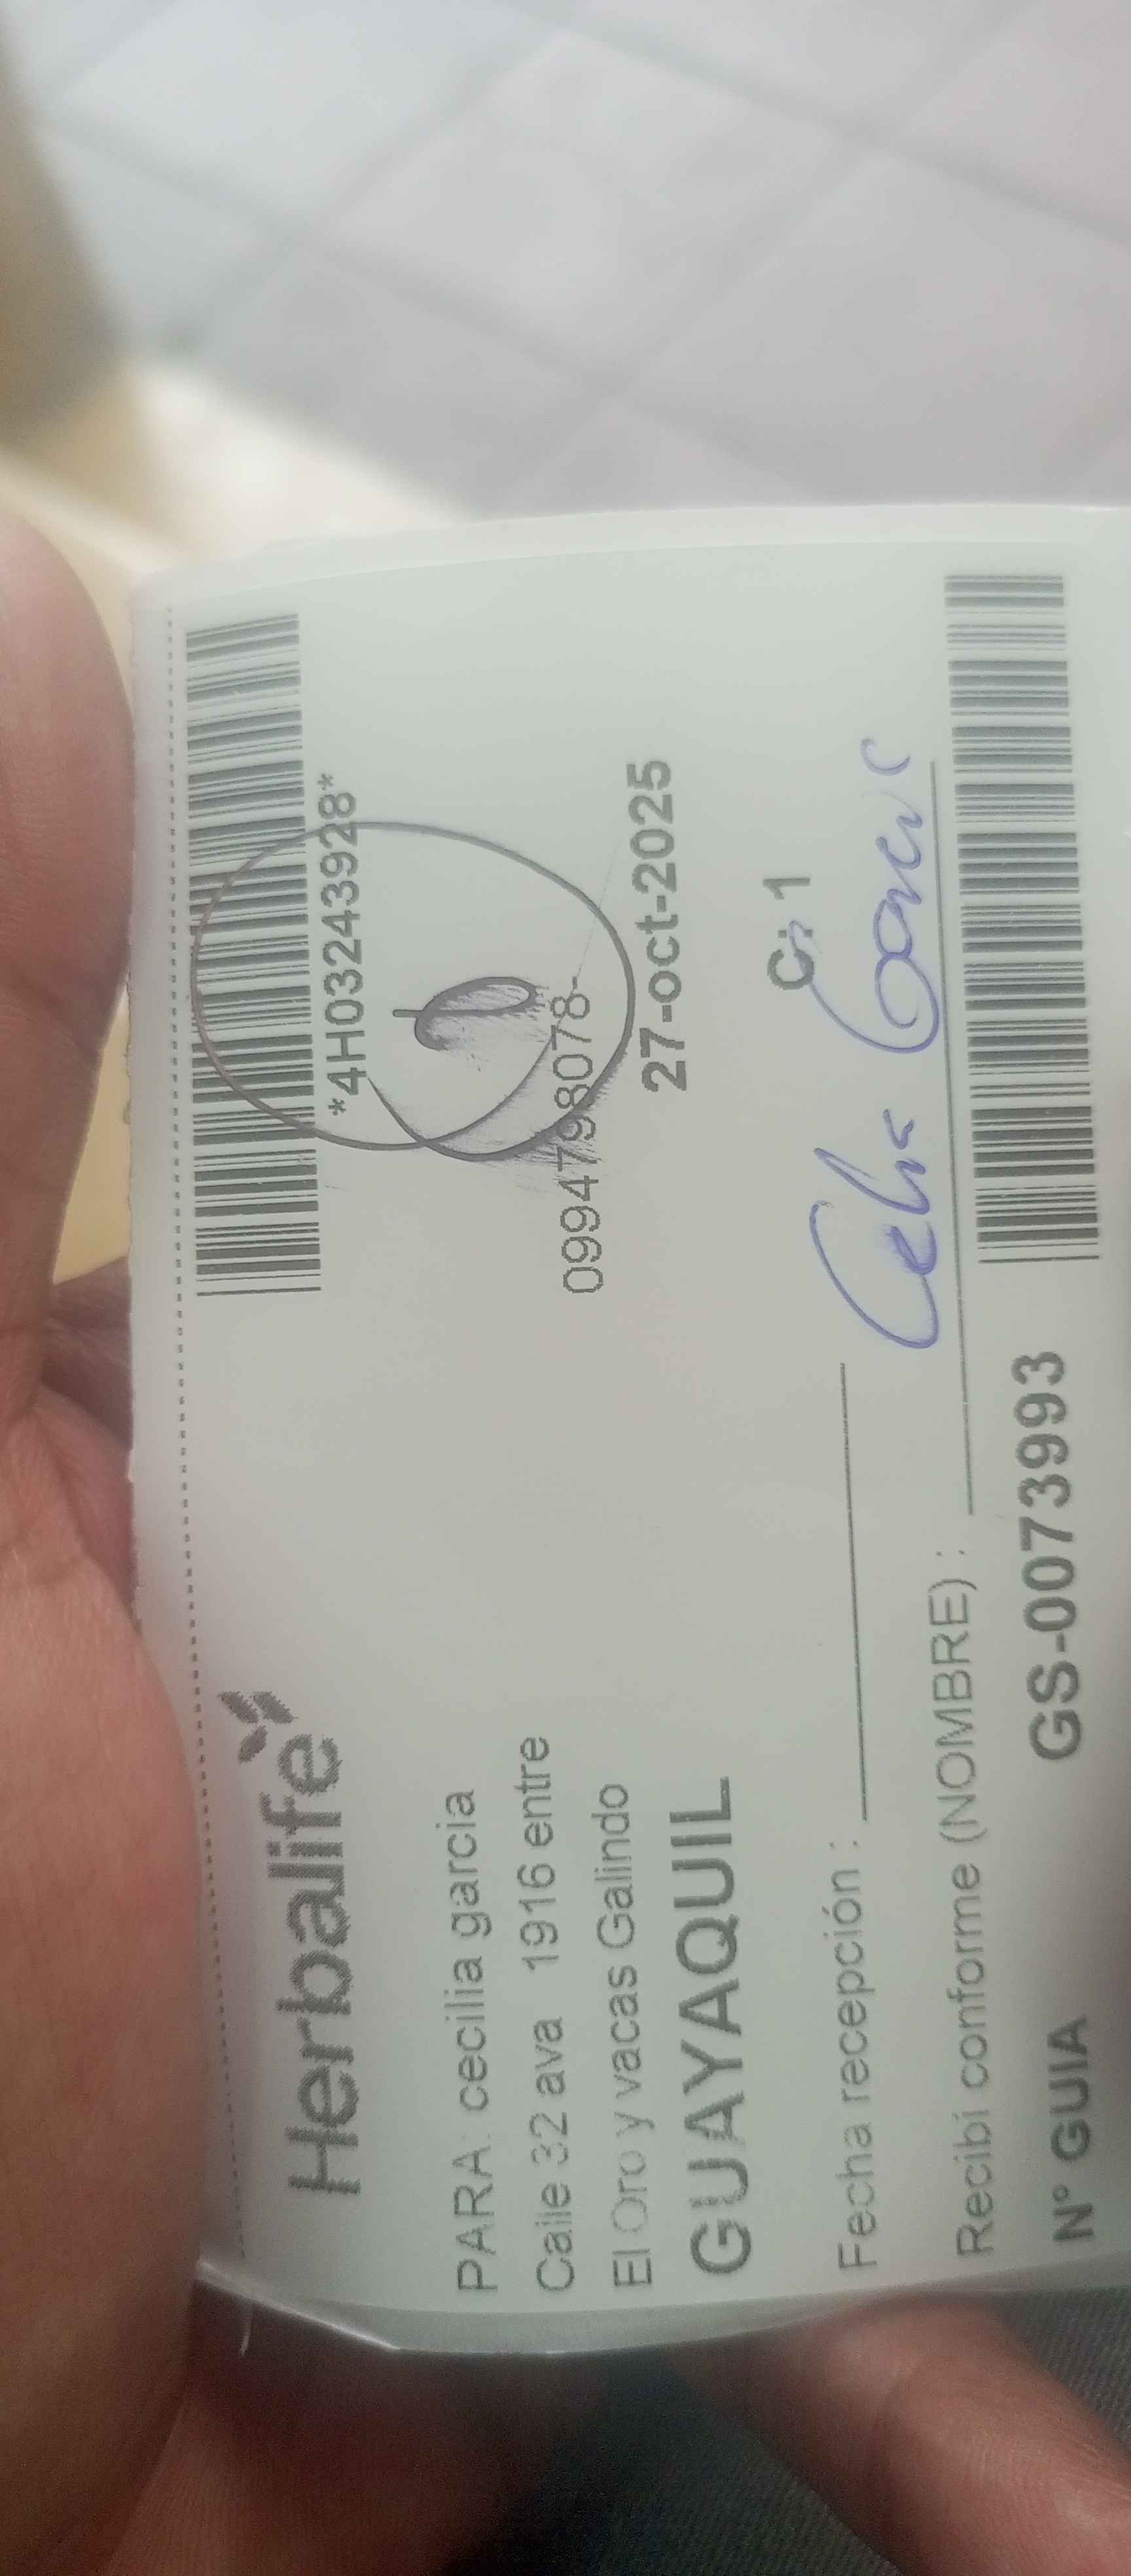 Herbalife
*4H03243928*
PARA: cecilia garcia
Calle 32 ava 1916 entre
0994798078-
El Oro y vacas Galindo
27-oct-2025
GUAYAQUIL
C: 1
Fecha recepción :
Recibí conforme (NOMBRE) :
N° GUIA GS-0073993